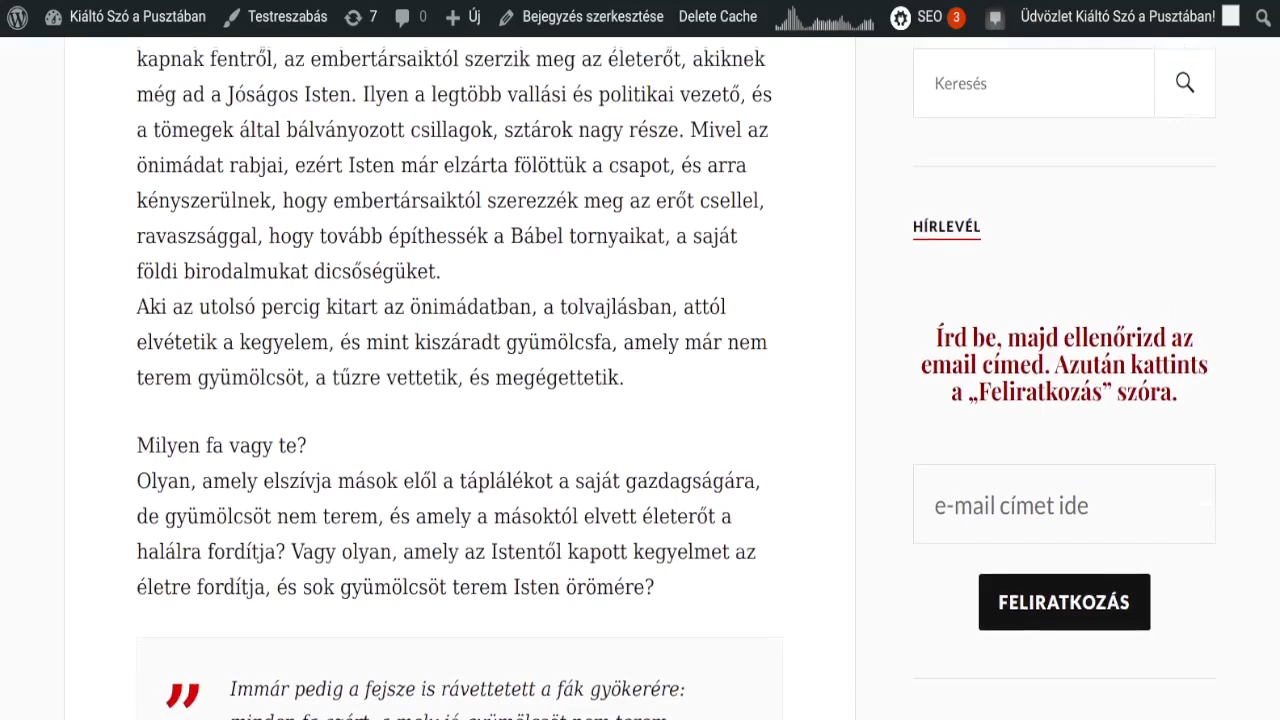 Kiáltó Szó a Pusztában Testreszabás 7 0 Új Bejegyzés szerkesztése Delete Cache SEO 3 Üdvözlet Kiáltó Szó a Pusztában!
kapnak fentről, az embertársaiktól szerzik meg az életerőt, akiknek
még ad a Jóságos Isten. Ilyen a legtöbb vallási és politikai vezető, és
a tömegek által bálványozott csillagok, sztárok nagy része. Mivel az
önimádat rabjai, ezért Isten már elzárta fölöttük a csapot, és arra
kényszerülnek, hogy embertársaiktól szerezzék meg az erőt csellel,
ravaszsággal, hogy tovább építhessék a Bábel tornyaikat, a saját
földi birodalmukat dicsőségüket.
Aki az utolsó percig kitart az önimádatban, a tolvajlásban, attól
elvétetik a kegyelem, és mint kiszáradt gyümölcsfa, amely már nem
terem gyümölcsöt, a tűzre vettetik, és megégettetik.
Milyen fa vagy te?
Olyan, amely elszívja mások elől a táplálékot a saját gazdagságára,
de gyümölcsöt nem terem, és amely a másoktól elvett életerőt a
halálra fordítja? Vagy olyan, amely az Istentől kapott kegyelmet az
életre fordítja, és sok gyümölcsöt terem Isten örömére?
” Immár pedig a fejsze is rávettetett a fák gyökerére:
minden fa azért, a mely jó gyümölcsöt nem terem
Keresés
HÍRLEVÉL
Írd be, majd ellenőrizd az
email címed. Azután kattints
a „Feliratkozás” szóra.
e-mail címet ide
FELIRATKOZÁS